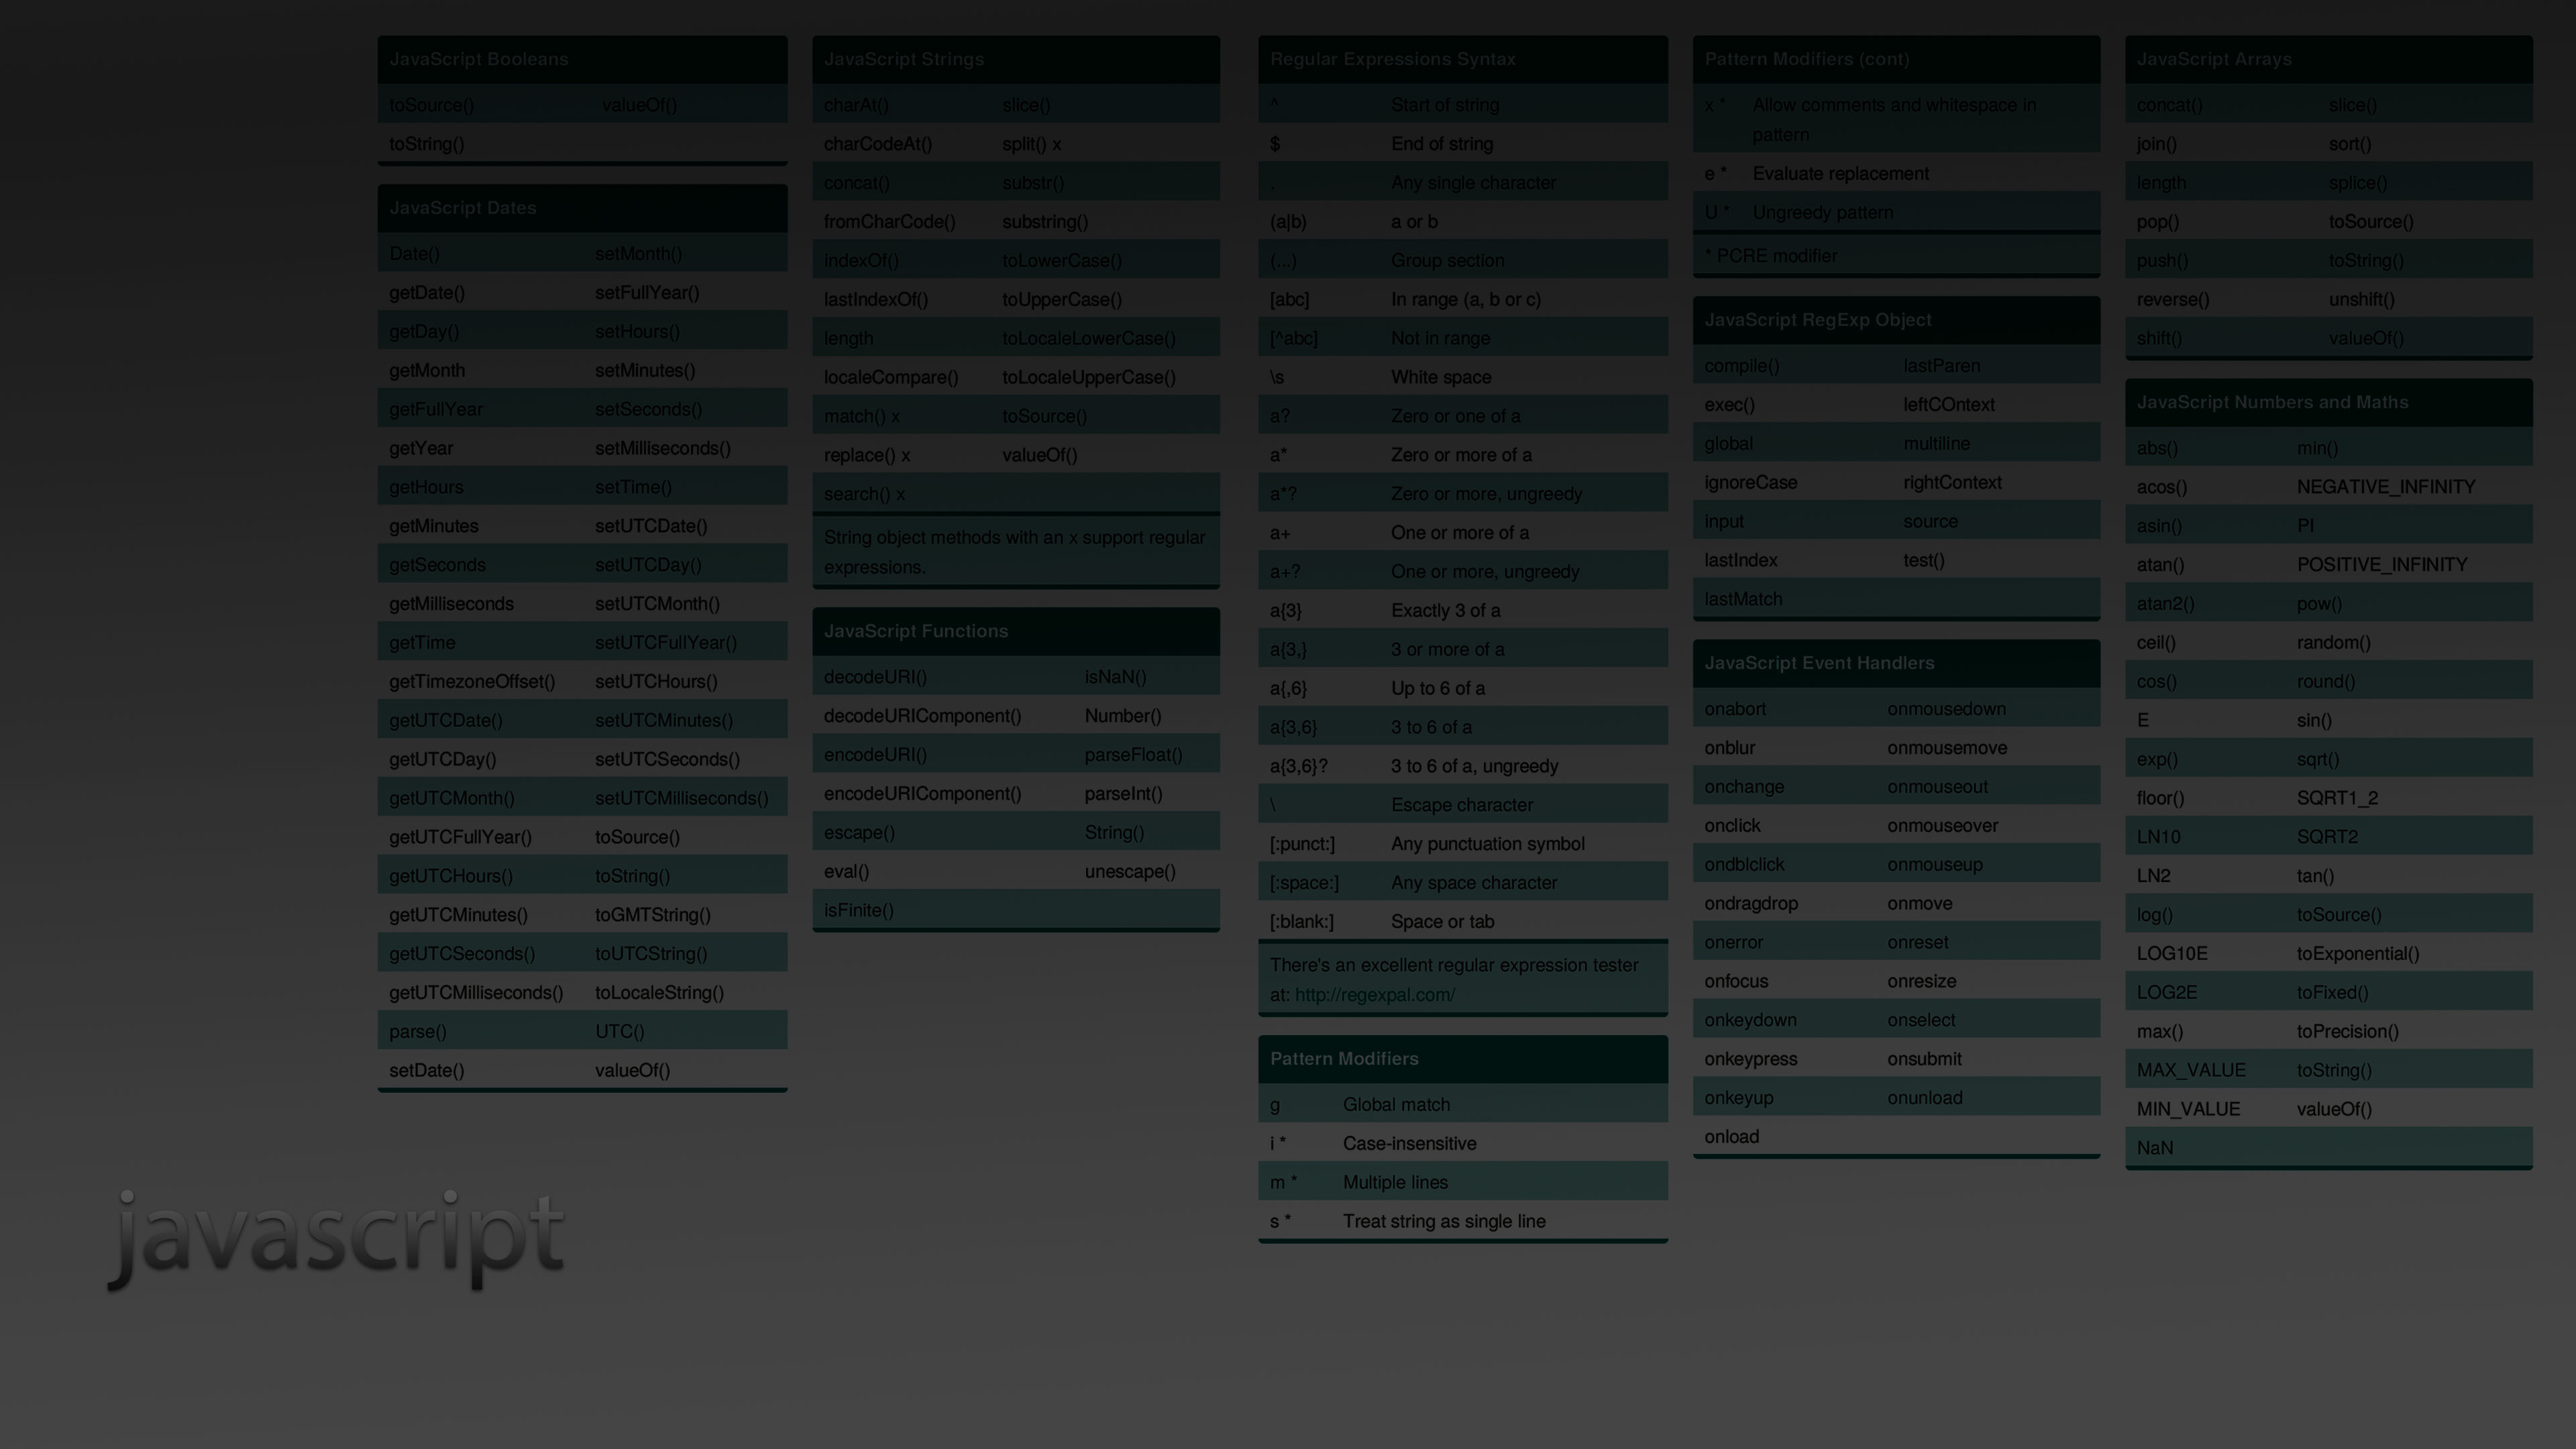 JavaScript Booleans
toSource() valueOf()
toString()
JavaScript Dates
Date() setMonth()
getDate() setFullYear()
getDay() setHours()
getMonth setMinutes()
getFullYear setSeconds()
getYear setMilliseconds()
getHours setTime()
getMinutes setUTCDate()
getSeconds setUTCDay()
getMilliseconds setUTCMonth()
getTime setUTCFullYear()
getTimezoneOffset() setUTCHours()
getUTCDate() setUTCMinutes()
getUTCDay() setUTCSeconds()
getUTCMonth() setUTCMilliseconds()
getUTCFullYear() toSource()
getUTCHours() toString()
getUTCMinutes() toGMTString()
getUTCSeconds() toUTCString()
getUTCMilliseconds() toLocaleString()
parse() UTC()
setDate() valueOf()
JavaScript Strings
charAt() slice()
charCodeAt() split() x
concat() substr()
fromCharCode() substring()
indexOf() toLowerCase()
lastIndexOf() toUpperCase()
length toLocaleLowerCase()
localeCompare() toLocaleUpperCase()
match() x toSource()
replace() x valueOf()
search() x
String object methods with an x support regular
expressions.
JavaScript Functions
decodeURI() isNaN()
decodeURIComponent() Number()
encodeURI() parseFloat()
encodeURIComponent() parseInt()
escape() String()
eval() unescape()
isFinite()
Regular Expressions Syntax
^ Start of string
$ End of string
. Any single character
(a|b) a or b
(...) Group section
[abc] In range (a, b or c)
[^abc] Not in range
\s White space
a? Zero or one of a
a* Zero or more of a
a*? Zero or more, ungreedy
a+ One or more of a
a+? One or more, ungreedy
a{3} Exactly 3 of a
a{3,} 3 or more of a
a{,6} Up to 6 of a
a{3,6} 3 to 6 of a
a{3,6}? 3 to 6 of a, ungreedy
\ Escape character
[:punct:] Any punctuation symbol
[:space:] Any space character
[:blank:] Space or tab
There's an excellent regular expression tester
at: http://regexpal.com/
Pattern Modifiers
g Global match
i * Case-insensitive
m * Multiple lines
s * Treat string as single line
Pattern Modifiers (cont)
x * Allow comments and whitespace in
pattern
e * Evaluate replacement
U * Ungreedy pattern
* PCRE modifier
JavaScript RegExp Object
compile() lastParen
exec() leftCOntext
global multiline
ignoreCase rightContext
input source
lastIndex test()
lastMatch
JavaScript Event Handlers
onabort onmousedown
onblur onmousemove
onchange onmouseout
onclick onmouseover
ondblclick onmouseup
ondragdrop onmove
onerror onreset
onfocus onresize
onkeydown onselect
onkeypress onsubmit
onkeyup onunload
onload
JavaScript Arrays
concat() slice()
join() sort()
length splice()
pop() toSource()
push() toString()
reverse() unshift()
shift() valueOf()
JavaScript Numbers and Maths
abs() min()
acos() NEGATIVE_INFINITY
asin() PI
atan() POSITIVE_INFINITY
atan2() pow()
ceil() random()
cos() round()
E sin()
exp() sqrt()
floor() SQRT1_2
LN10 SQRT2
LN2 tan()
log() toSource()
LOG10E toExponential()
LOG2E toFixed()
max() toPrecision()
MAX_VALUE toString()
MIN_VALUE valueOf()
NaN
javascript